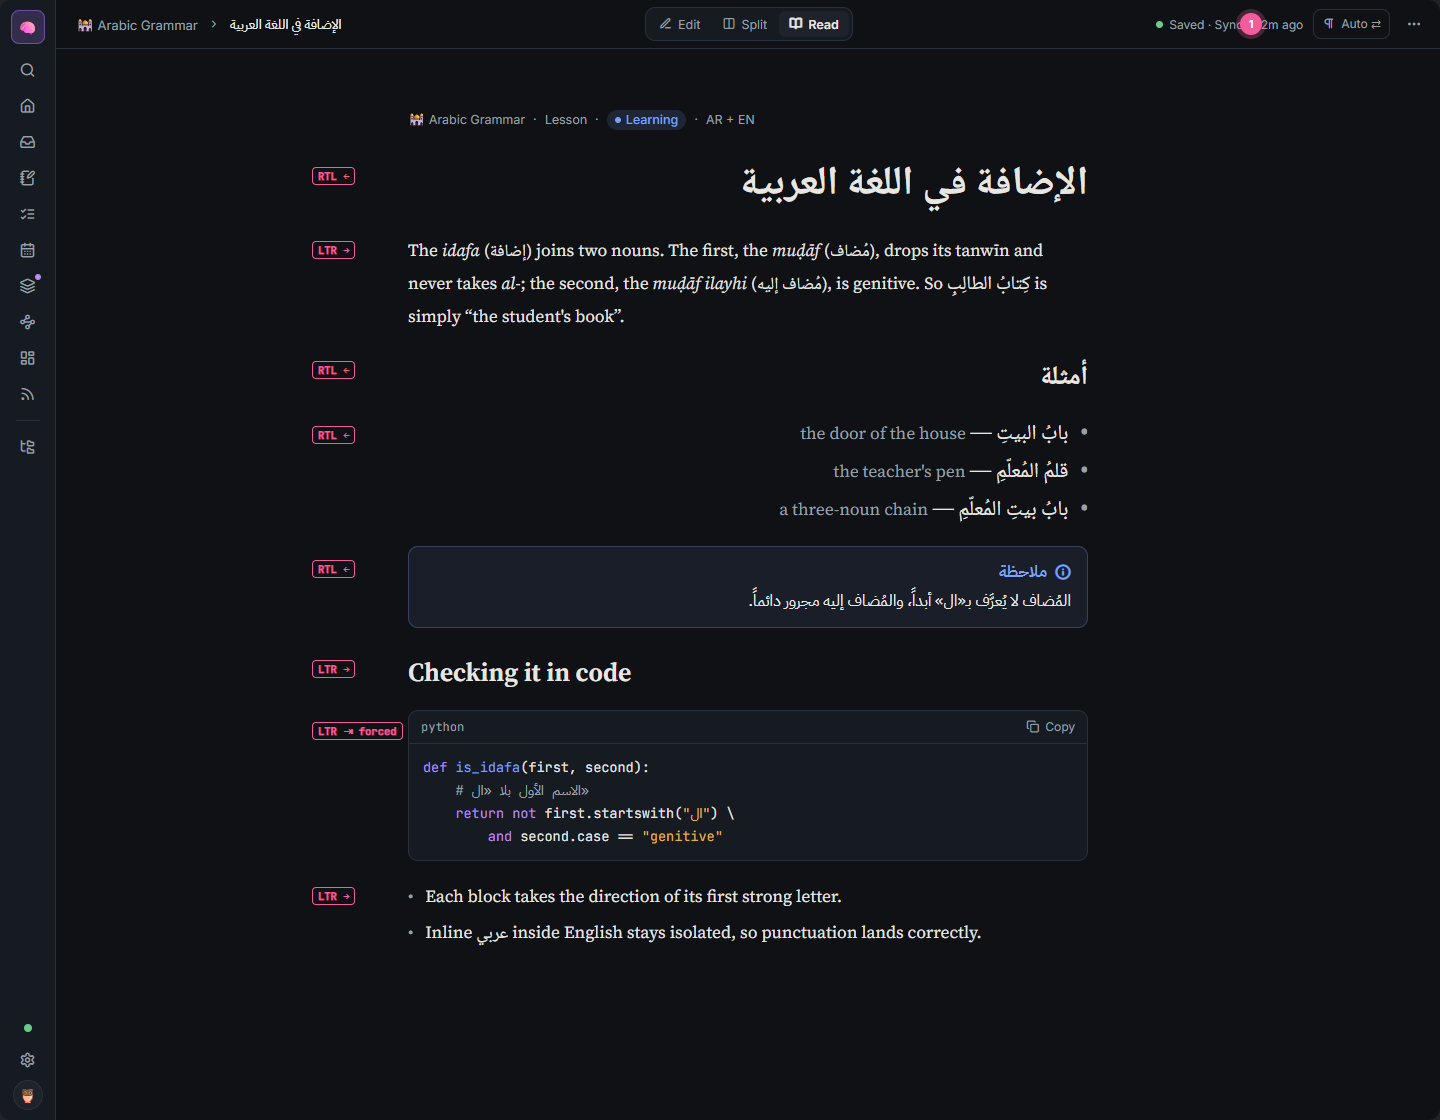 Arabic Grammar > الإضافة في اللغة العربية
Edit Split Read
Saved · Sync 1 2m ago
Auto
Arabic Grammar · Lesson · Learning · AR + EN
RTL ←
الإضافة في اللغة العربية
LTR →
The idafa (إضافة) joins two nouns. The first, the muḍāf (مُضاف), drops its tanwīn and
never takes al-; the second, the muḍāf ilayhi (مُضاف إليه), is genitive. So كِتابُ الطالِبِ is
simply “the student's book”.
RTL ←
أمثلة
RTL ←
• بابُ البيتِ — the door of the house
• قلمُ المُعلّمِ — the teacher's pen
• بابُ بيتِ المُعلّمِ — a three-noun chain
RTL ←
ملاحظة
المُضاف لا يُعرَّف بـ«ال» أبداً، والمُضاف إليه مجرور دائماً.
LTR →
Checking it in code
LTR ⇥ forced
python
Copy
def is_idafa(first, second):
# الاسم الأول بلا «ال»
return not first.startswith("ال") \
and second.case == "genitive"
LTR →
• Each block takes the direction of its first strong letter.
• Inline عربي inside English stays isolated, so punctuation lands correctly.